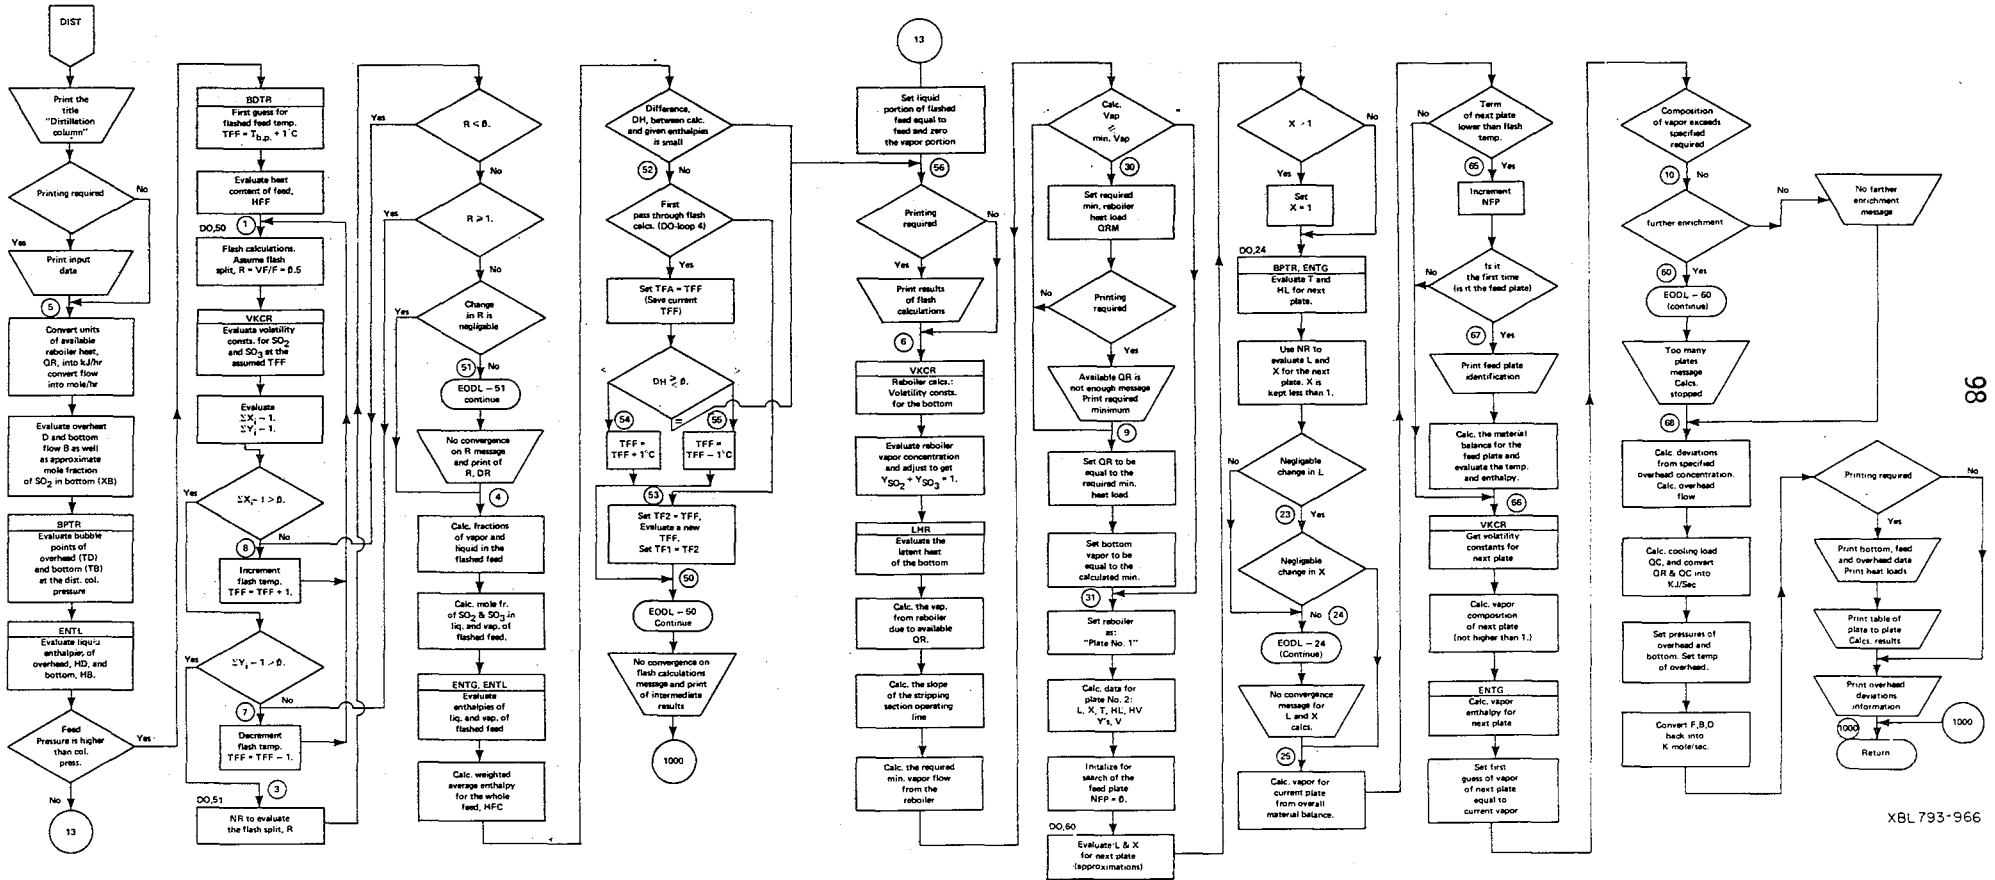 DIST
Print the
title
"Distillation
column"
Printing required
No
Yes
Print input
data
5
Convert units
of available
reboiler heat,
QR, into kJ/hr
convert flow
into mole/hr
Evaluate overhead
D and bottom
flow B as well
as approximate
mole fraction
of SO2 in bottom (XB)
BPTR
Evaluate bubble
points of
overhead (TD)
end bottom (TB)
at the dist. col.
pressure
ENTL
Evaluate liquid
enthalpies of
overhead, HD, and
bottom, HB.
Feed
Pressure is higher
than col.
press.
Yes
No
13
BDTR
First guess for
flashed feed temp.
TFF = Tb.p. + 1°C
Evaluate heat
content of feed,
HFF
1
DO,50
Flash calculations.
Assume flash
split, R = VF/F = 0.5
VKCR
Evaluate volatility
consts. for SO2
and SO3 at the
assumed TFF
Evaluate
ΣXi – 1.
ΣYi – 1.
Yes
ΣXi – 1 > 0.
No
8
Increment
flash temp.
TFF = TFF + 1.
Yes
ΣYi – 1 > 0.
No
7
Decrement
flash temp.
TFF = TFF – 1.
3
DO,51
NR to evaluate
the flash split, R
Yes
R < 0.
No
Yes
R ⩾ 1.
No
Yes
Change
in R is
negligable
51
No
EODL – 51
continue
No convergence
on R message
and print of
R, DR
4
Calc. fractions
of vapor and
liquid in the
flashed feed
Calc. mole fr.
of SO2 & SO3 in
liq. and vap. of
flashed feed.
ENTG, ENTL
Evaluate
enthalpies of
liq. and vap. of
flashed feed
Calc. weighted
average enthalpy
for the whole
feed, HFC
Difference,
DH, between calc.
and given enthalpies
is small
52
No
First
pass through flash
calcs. (DO-loop 4)
Yes
Set TFA = TFF
(Save current
TFF)
<
DH ⩾ 0.
>
=
54
55
TFF =
TFF + 1°C
TFF =
TFF – 1°C
53
Set TF2 = TFF,
Evaluate a new
TFF.
Set TF1 = TF2
50
EODL – 50
Continue
No convergence on
flash calculations
message and print
of intermediate
results
1000
13
Set liquid
portion of flashed
feed equal to
feed and zero
the vapor portion
56
Printing
required
No
Yes
Print results
of flash
calculations
6
VKCR
Reboiler calcs.:
Volatility consts.
for the bottom
Evaluate reboiler
vapor concentration
and adjust to get
YSO2 + YSO3 = 1.
LHR
Evaluate the
latent heat
of the bottom
Calc. the vap.
from reboiler
due to available
QR.
Calc. the slope
of the stripping
section operating
line
Calc. the required
min. vapor flow
from the
reboiler
Calc.
Vap
min. Vap
30
Set required
min. reboiler
heat load
QRM
No
Printing
required
Yes
Available QR is
not enough message
Print required
minimum
9
Set QR to be
equal to the
required min.
heat load
Set bottom
vapor to be
equal to the
calculated min.
31
Set reboiler
as:
"Plate No. 1"
Calc. data for
plate No. 2:
L, X, T, HL, HV
Y's, V
Initalize for
search of the
feed plate
NFP = 0.
DO,60
Evaluate L & X
for next plate
(approximations)
X > 1
No
Yes
Set
X = 1
DO,24
BPTR, ENTG
Evaluate T and
HL for next
plate.
Use NR to
evaluate L and
X for the next
plate. X is
kept less than 1.
No
Negligable
change in L
23
Yes
Negligable
change in X
No
24
EODL – 24
(Continue)
No convergence
message for
L and X
calcs.
25
Calc. vapor for
current plate
from overall
material balance.
No
Term
of next plate
lower than flash
temp.
65
Yes
Increment
NFP
No
Is it
the first time
(is it the feed plate)
67
Yes
Print feed plate
identification
Calc. the material
balance for the
feed plate and
evaluate the temp.
and enthalpy.
66
VKCR
Get volatility
constants for
next plate
Calc. vapor
composition
of next plate
(not higher than 1.)
ENTG
Calc. vapor
enthalpy for
next plate
Set first
guess of vapor
of next plate
equal to
current vapor
Composition
of vapor exceeds
specified
required
10
No
further enrichment
No
No farther
enrichment
message
60
Yes
EODL – 60
(continue)
Too many
plates
message
Calcs.
stopped
68
Calc. deviations
from specified
overhead concentration.
Calc. overhead
flow
Calc. cooling load
QC, and convert
QR & QC into
KJ/Sec
Set pressures of
overhead and
bottom. Set temp
of overhead.
Convert F,B,D
back into
K mole/sec.
Printing required
No
Yes
Print bottom, feed
and overhead data
Print heat loads
Print table of
plate to plate
Calcs. results
Print overhead
deviations
information
1000
1000
Return
98
XBL 793-966